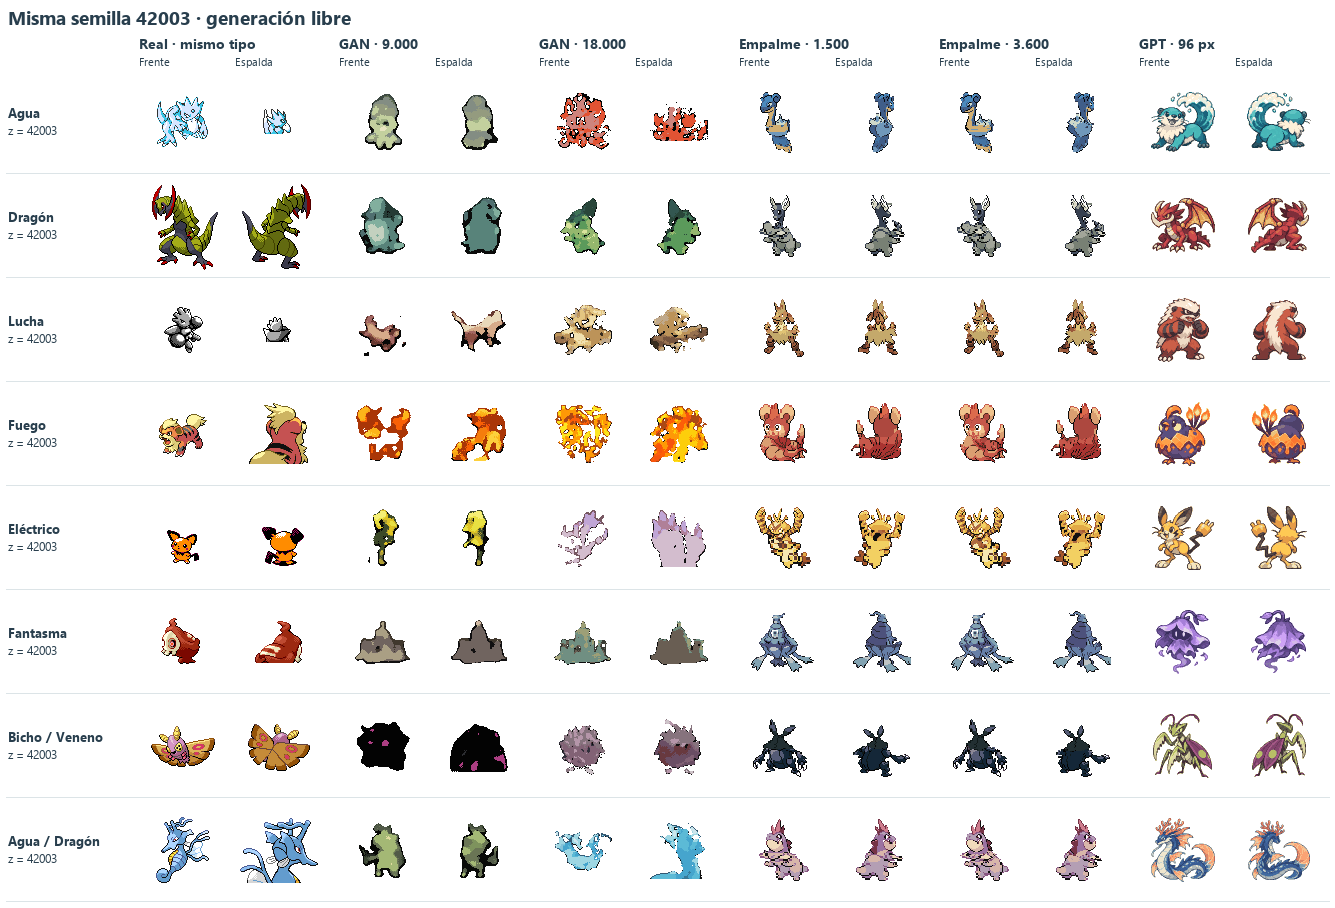 Misma semilla 42003 · generación libre
Real · mismo tipo GAN · 9.000 GAN · 18.000 Empalme · 1.500 Empalme · 3.600 GPT · 96 px
Frente Espalda Frente Espalda Frente Espalda Frente Espalda Frente Espalda Frente Espalda
Agua
z = 42003
Dragón
z = 42003
Lucha
z = 42003
Fuego
z = 42003
Eléctrico
z = 42003
Fantasma
z = 42003
Bicho / Veneno
z = 42003
Agua / Dragón
z = 42003